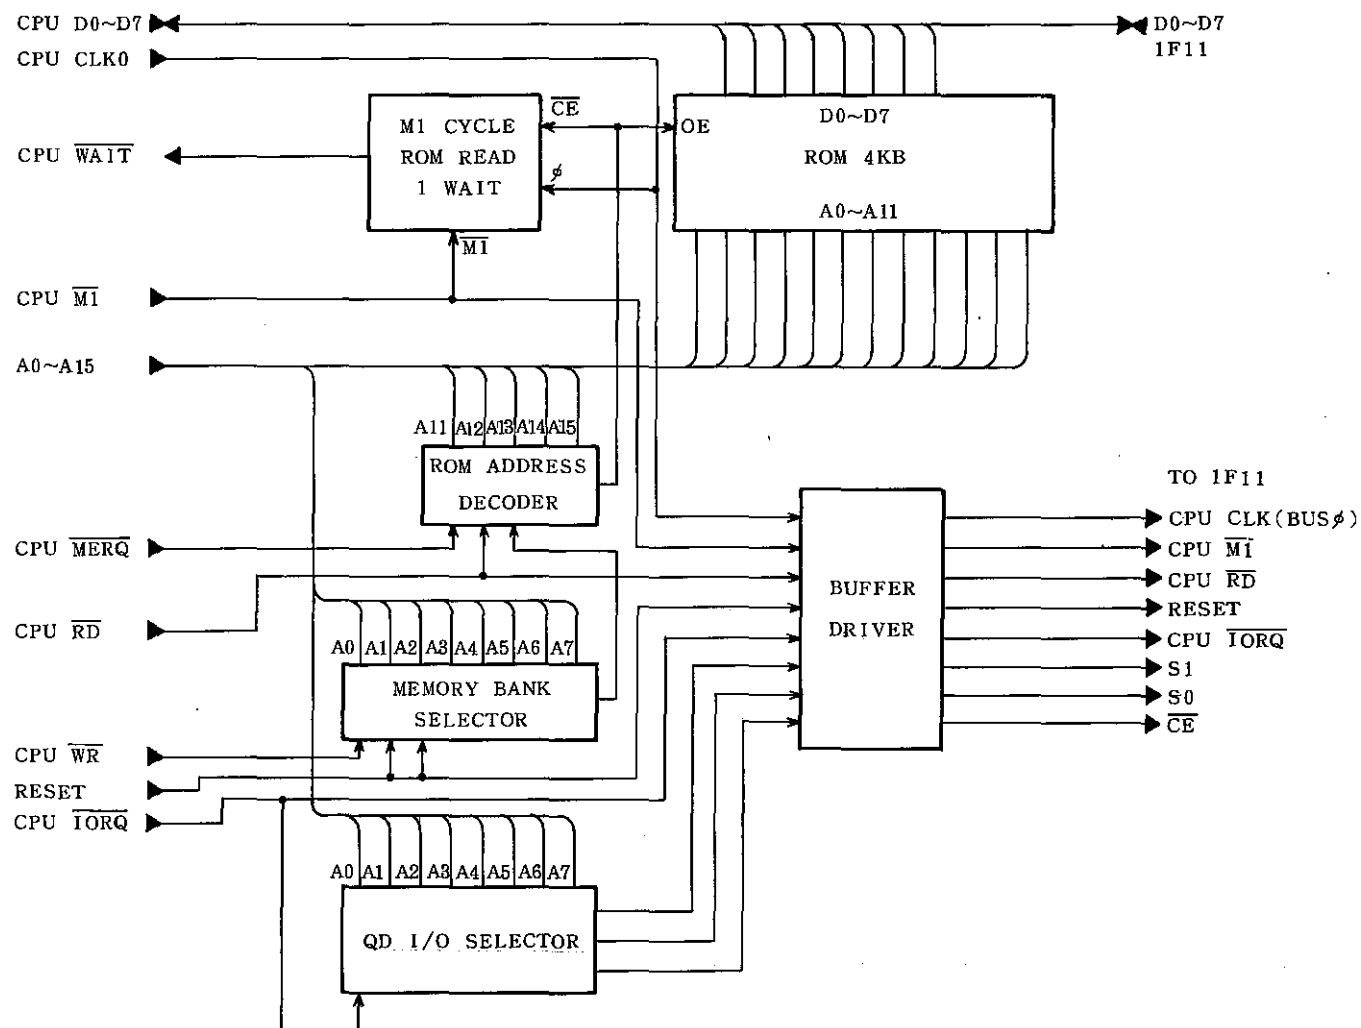 CPU D0~D7
D0~D7
1F11
CPU CLK0
CE
M1 CYCLE
ROM READ
1 WAIT
OE
D0~D7
ROM 4KB
A0~A11
CPU WAIT
φ
M1
CPU M1
A0~A15
A11 A12 A13 A14 A15
ROM ADDRESS
DECODER
TO 1F11
CPU CLK(BUSφ)
CPU MERQ
CPU M1
BUFFER
DRIVER
CPU RD
RESET
CPU RD
CPU IORQ
A0 A1 A2 A3 A4 A5 A6 A7
S1
MEMORY BANK
SELECTOR
S0
CE
CPU WR
RESET
CPU IORQ
A0 A1 A2 A3 A4 A5 A6 A7
QD I/O SELECTOR